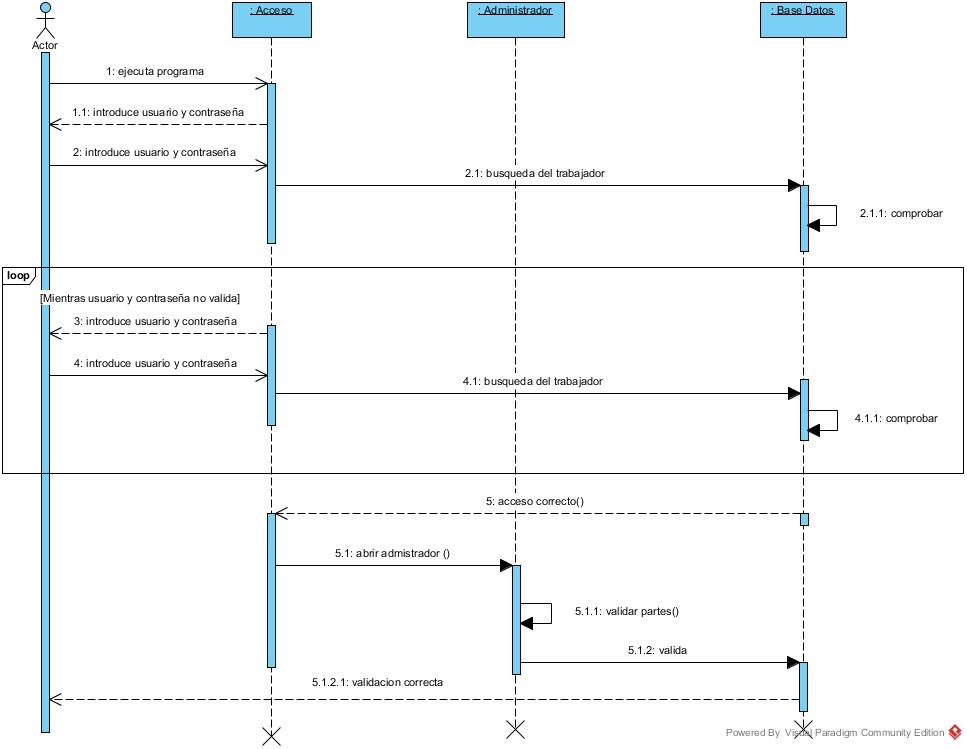 : Acceso
: Administrador
: Base Datos
Actor
1: ejecuta programa
1.1: introduce usuario y contraseña
2: introduce usuario y contraseña
2.1: busqueda del trabajador
2.1.1: comprobar
loop
[Mientras usuario y contraseña no valida]
3: introduce usuario y contraseña
4: introduce usuario y contraseña
4.1: busqueda del trabajador
4.1.1: comprobar
5: acceso correcto()
5.1: abrir admistrador ()
5.1.1: validar partes()
5.1.2: valida
5.1.2.1: validacion correcta
Powered By Visual Paradigm Community Edition